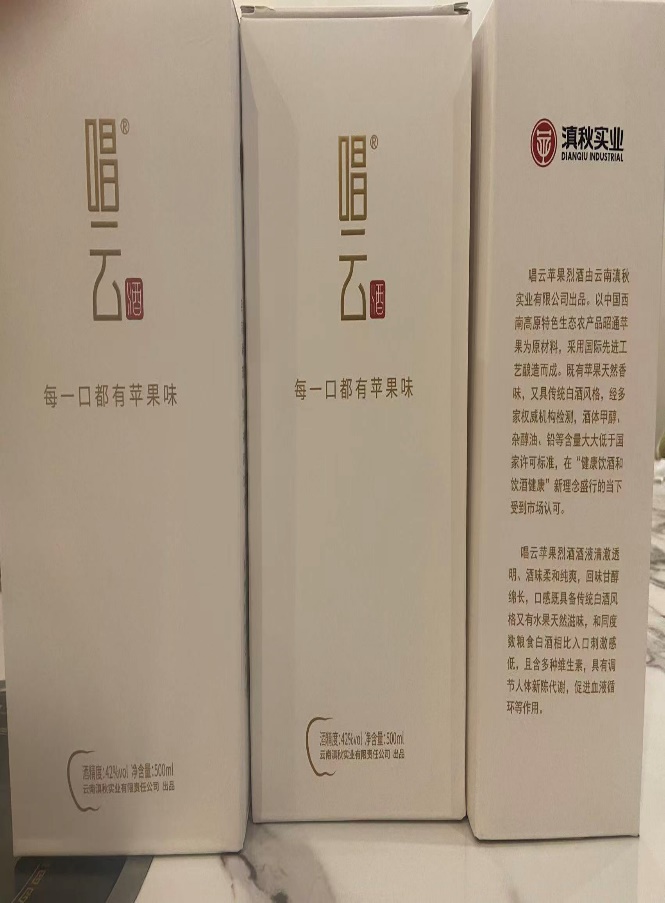 唱云®
酒
每一口都有苹果味
酒精度:42%vol 净含量:500ml
云南滇秋实业有限责任公司 出品
唱云®
酒
每一口都有苹果味
酒精度:42%vol 净含量:500ml
云南滇秋实业有限责任公司 出品
滇秋实业
DIANQIU INDUSTRIAL
唱云苹果烈酒由云南滇秋
实业有限公司出品。以中国西
南高原特色生态农产品昭通苹
果为原材料，采用国际先进工
艺酿造而成。既有苹果天然香
味，又具传统白酒风格，经多
家权威机构检测，酒体甲醇、
杂醇油、铅等含量大大低于国
家许可标准，在“健康饮酒和
饮酒健康”新理念盛行的当下
受到市场认可。
唱云苹果烈酒酒液清澈透
明、酒味柔和纯爽，回味甘醇
绵长，口感既具备传统白酒风
格又有水果天然滋味，和同度
数粮食白酒相比入口刺激感
低，且含多种维生素，具有调
节人体新陈代谢，促进血液循
环等作用。